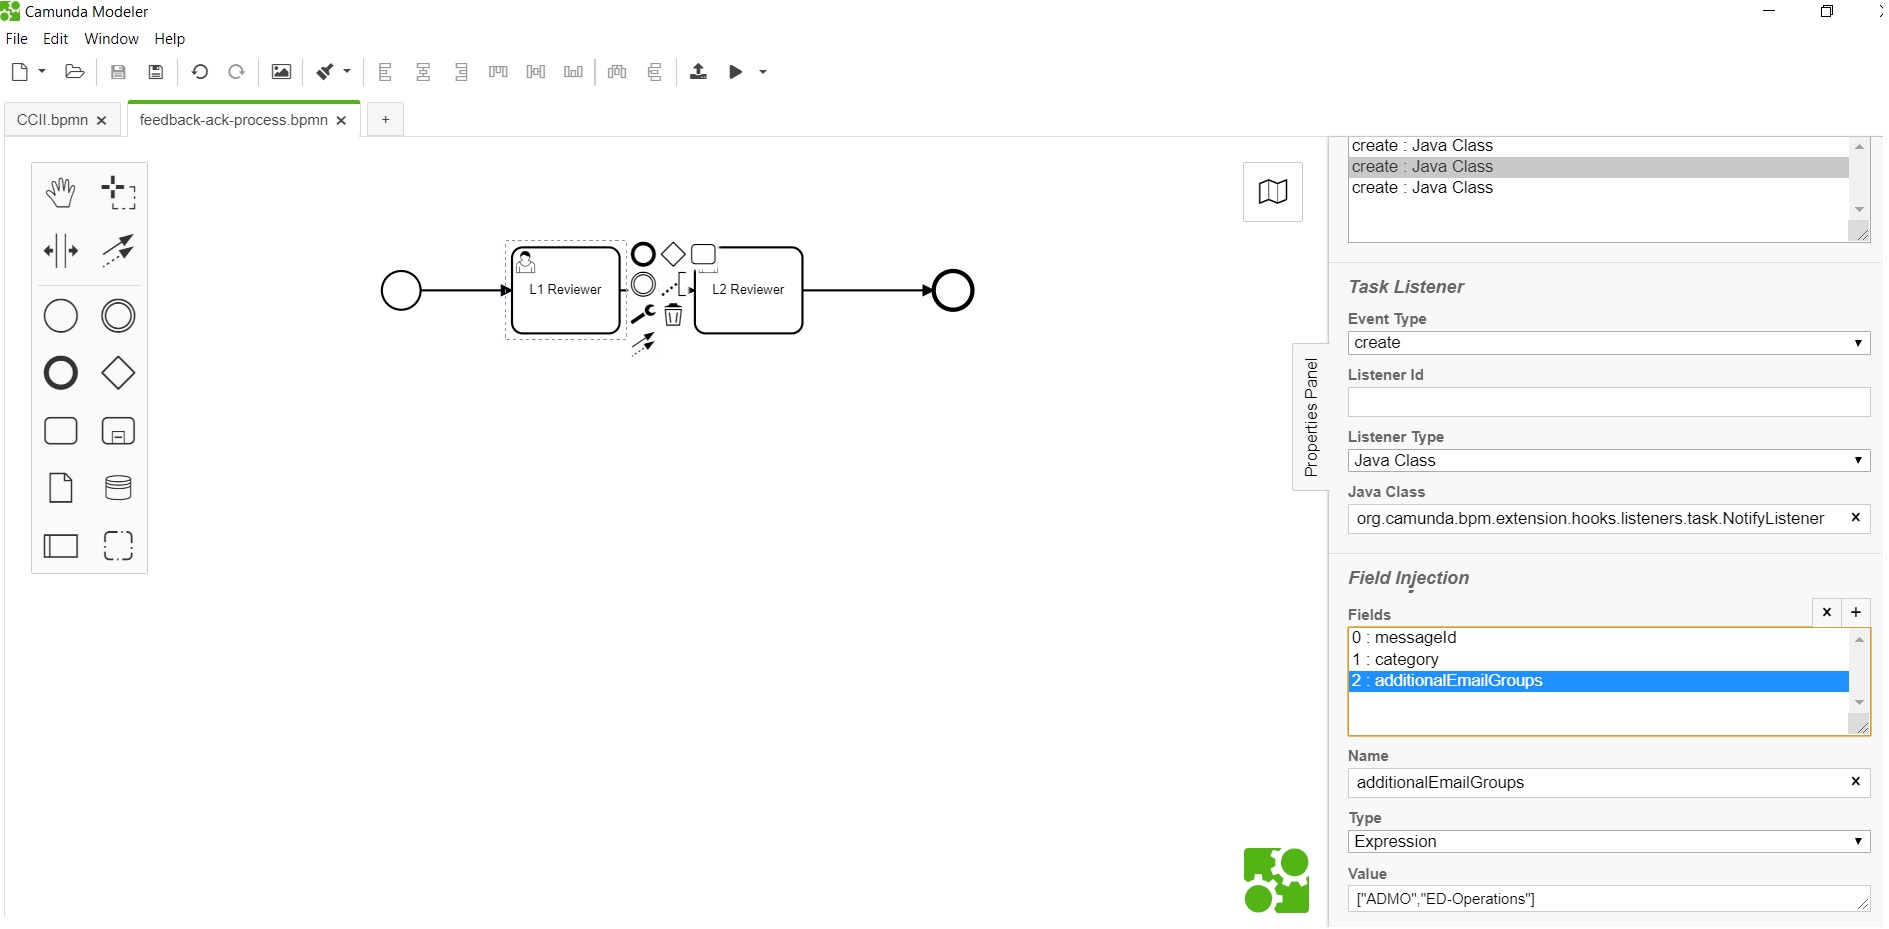 Camunda Modeler
File Edit Window Help
CCII.bpmn × feedback-ack-process.bpmn × +
L1 Reviewer L2 Reviewer
Properties Panel
create : Java Class
create : Java Class
create : Java Class
Task Listener
Event Type
create
Listener Id
Listener Type
Java Class
Java Class
org.camunda.bpm.extension.hooks.listeners.task.NotifyListener ×
Field Injection
Fields × +
0 : messageId
1 : category
2 : additionalEmailGroups
Name
additionalEmailGroups ×
Type
Expression
Value
["ADMO","ED-Operations"]